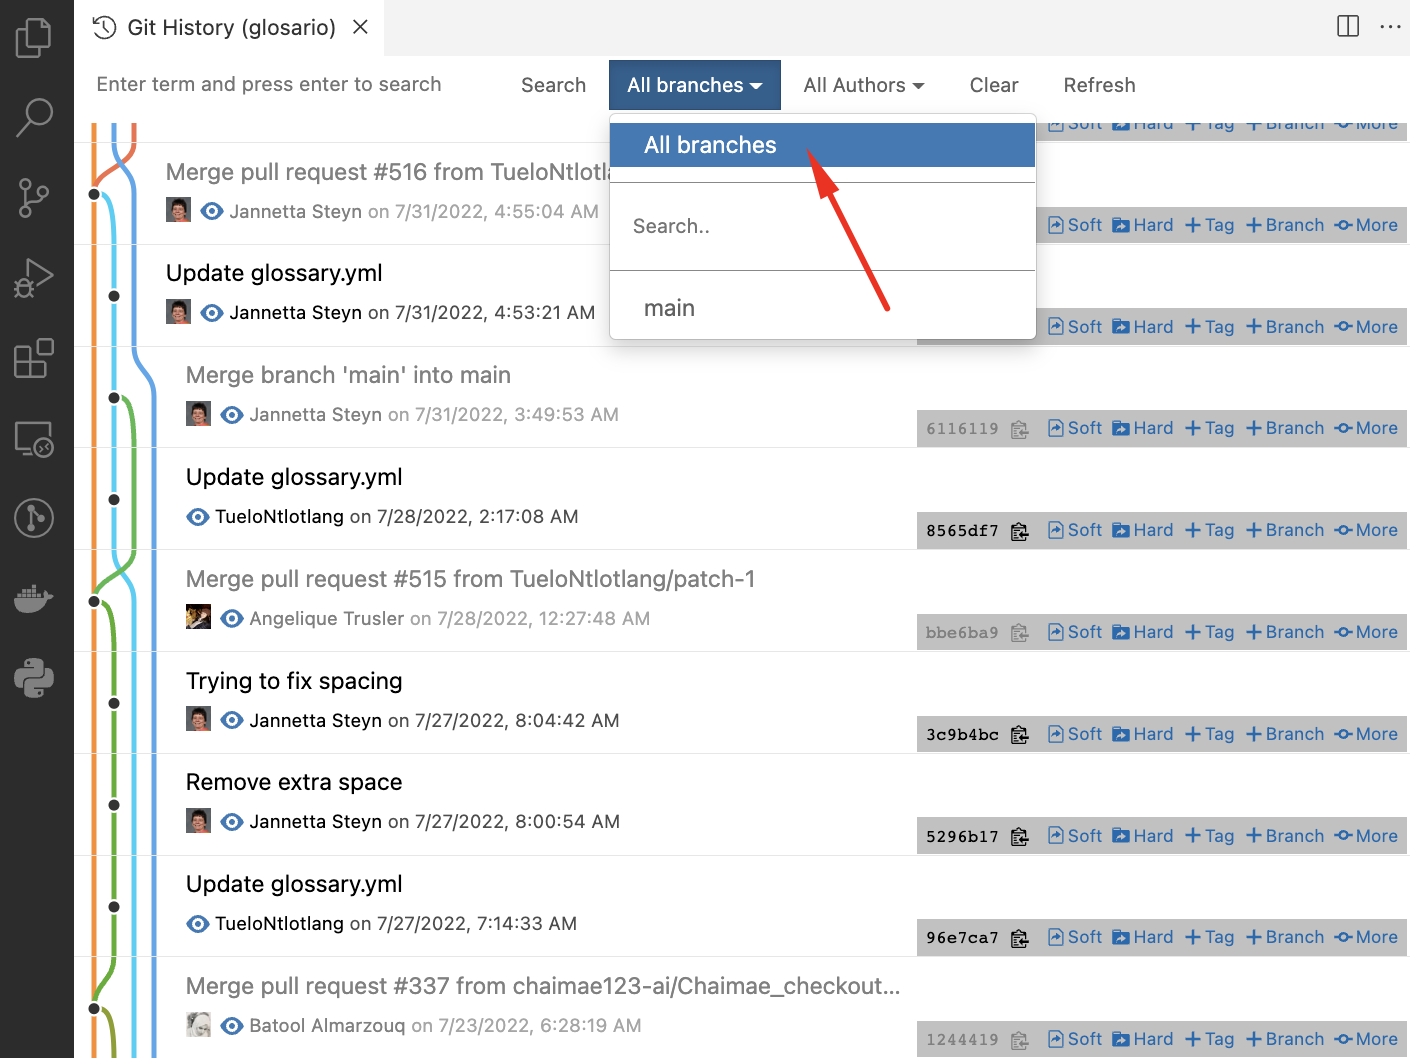 Git History (glosario)
Enter term and press enter to search Search All branches All Authors Clear Refresh
Soft Hard Tag Branch More
All branches
Merge pull request #516 from TueloNtlotla
Jannetta Steyn on 7/31/2022, 4:55:04 AM
Search..
Soft Hard Tag Branch More
Update glossary.yml
main
Jannetta Steyn on 7/31/2022, 4:53:21 AM
Soft Hard Tag Branch More
Merge branch 'main' into main
Jannetta Steyn on 7/31/2022, 3:49:53 AM
6116119 Soft Hard Tag Branch More
Update glossary.yml
TueloNtlotlang on 7/28/2022, 2:17:08 AM
8565df7 Soft Hard Tag Branch More
Merge pull request #515 from TueloNtlotlang/patch-1
Angelique Trusler on 7/28/2022, 12:27:48 AM
bbe6ba9 Soft Hard Tag Branch More
Trying to fix spacing
Jannetta Steyn on 7/27/2022, 8:04:42 AM
3c9b4bc Soft Hard Tag Branch More
Remove extra space
Jannetta Steyn on 7/27/2022, 8:00:54 AM
5296b17 Soft Hard Tag Branch More
Update glossary.yml
TueloNtlotlang on 7/27/2022, 7:14:33 AM
96e7ca7 Soft Hard Tag Branch More
Merge pull request #337 from chaimae123-ai/Chaimae_checkout...
Batool Almarzouq on 7/23/2022, 6:28:19 AM
1244419 Soft Hard Tag Branch More